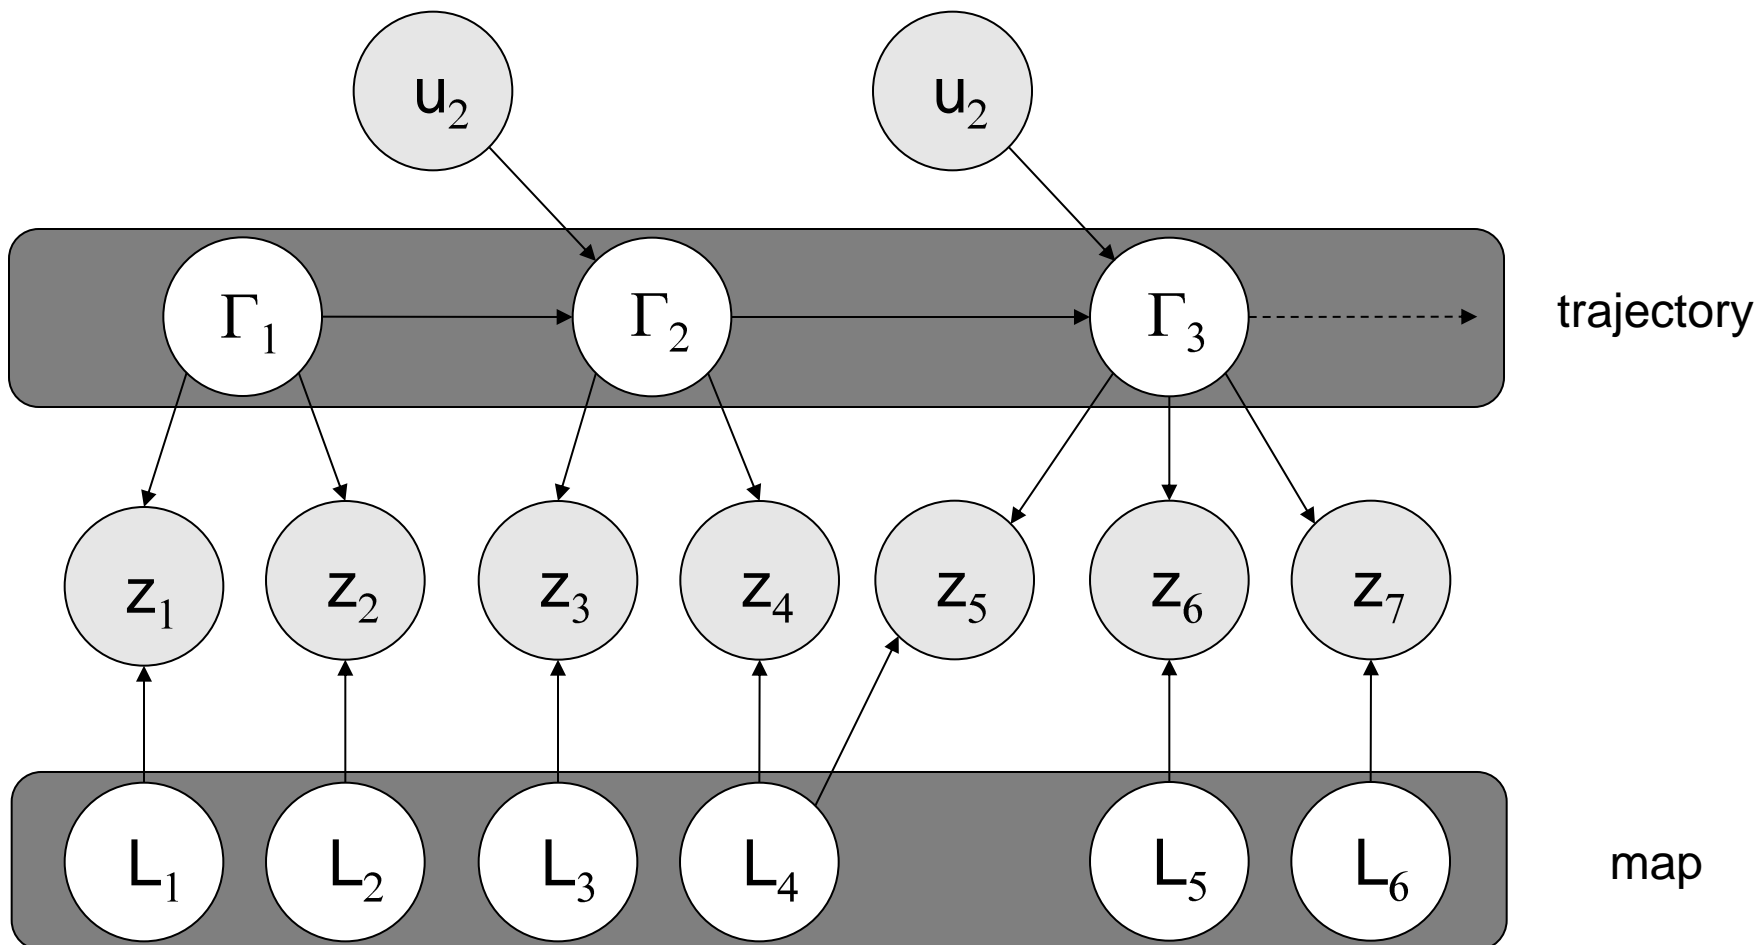 u₂ u₂
Γ₁ Γ₂ Γ₃ trajectory
z₁ z₂ z₃ z₄ z₅ z₆ z₇
L₁ L₂ L₃ L₄ L₅ L₆ map